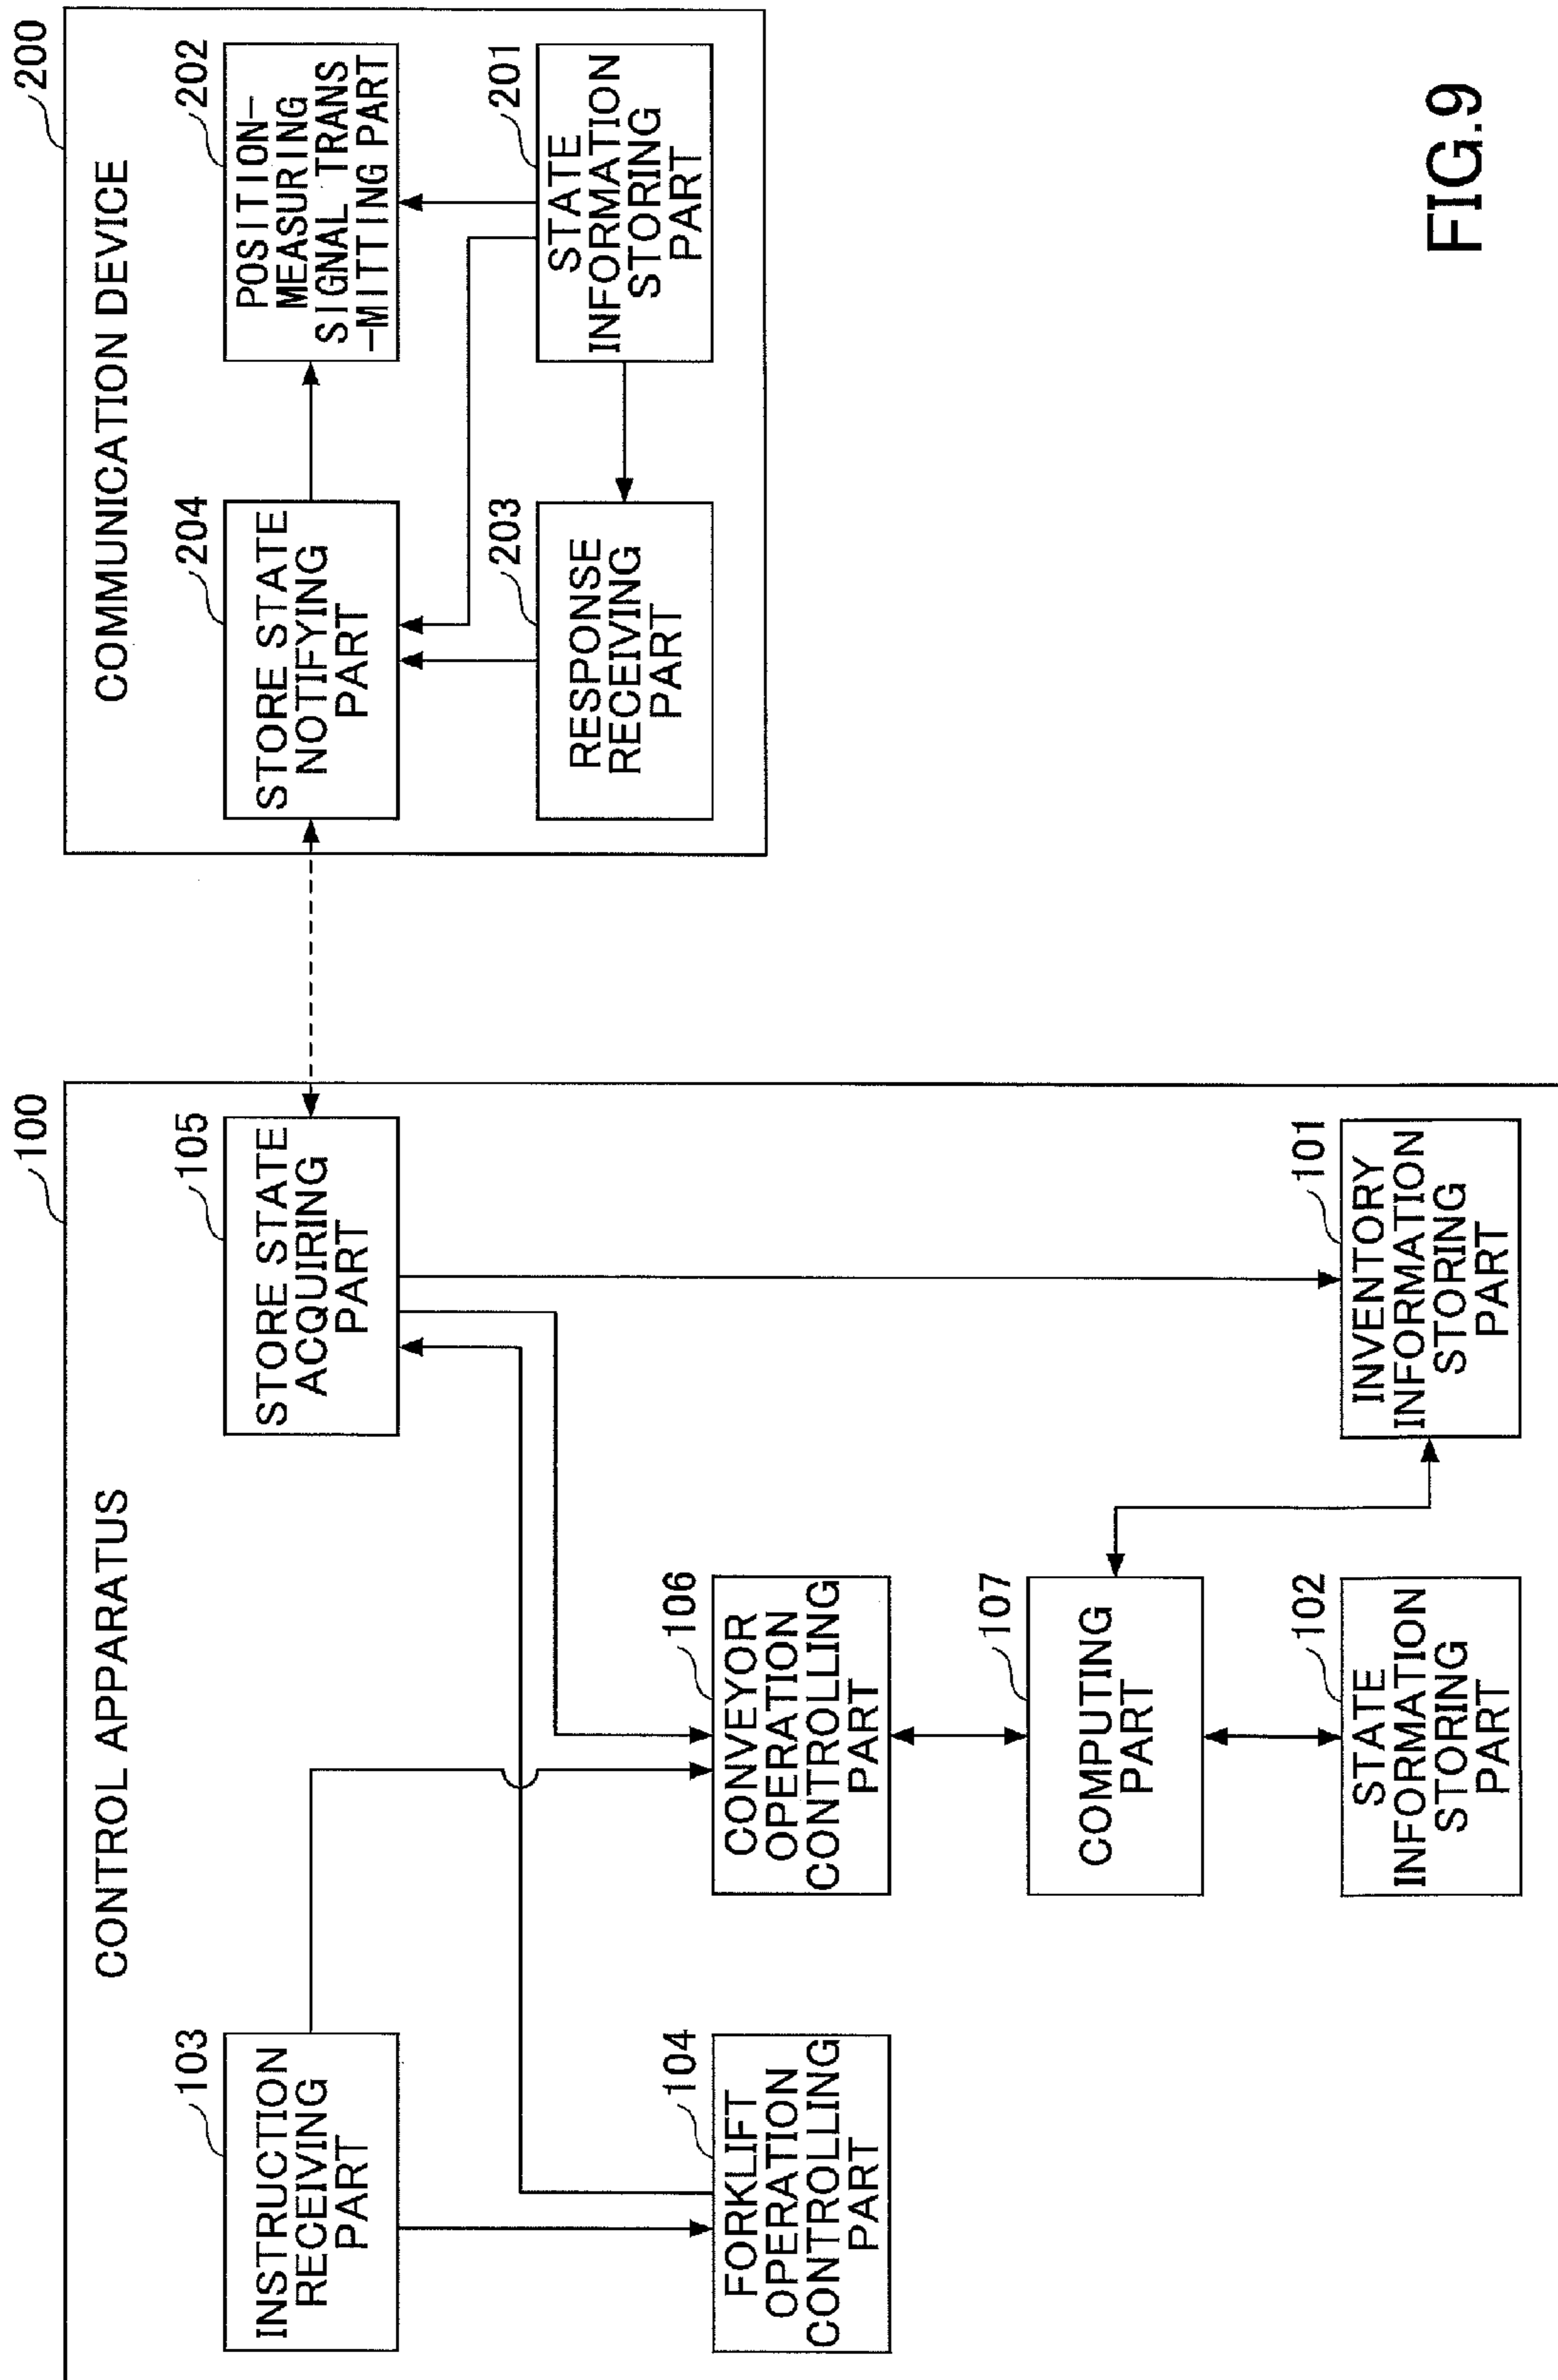 100
CONTROL APPARATUS
103
INSTRUCTION
RECEIVING
PART
105
STORE STATE
ACQUIRING
PART
104
FORKLIFT
OPERATION
CONTROLLING
PART
106
CONVEYOR
OPERATION
CONTROLLING
PART
107
COMPUTING
PART
102
STATE
INFORMATION
STORING
PART
101
INVENTORY
INFORMATION
STORING
PART
200
COMMUNICATION DEVICE
204
STORE STATE
NOTIFYING
PART
202
POSITION-
MEASURING
SIGNAL TRANS
-MITTING PART
203
RESPONSE
RECEIVING
PART
201
STATE
INFORMATION
STORING
PART
FIG.9